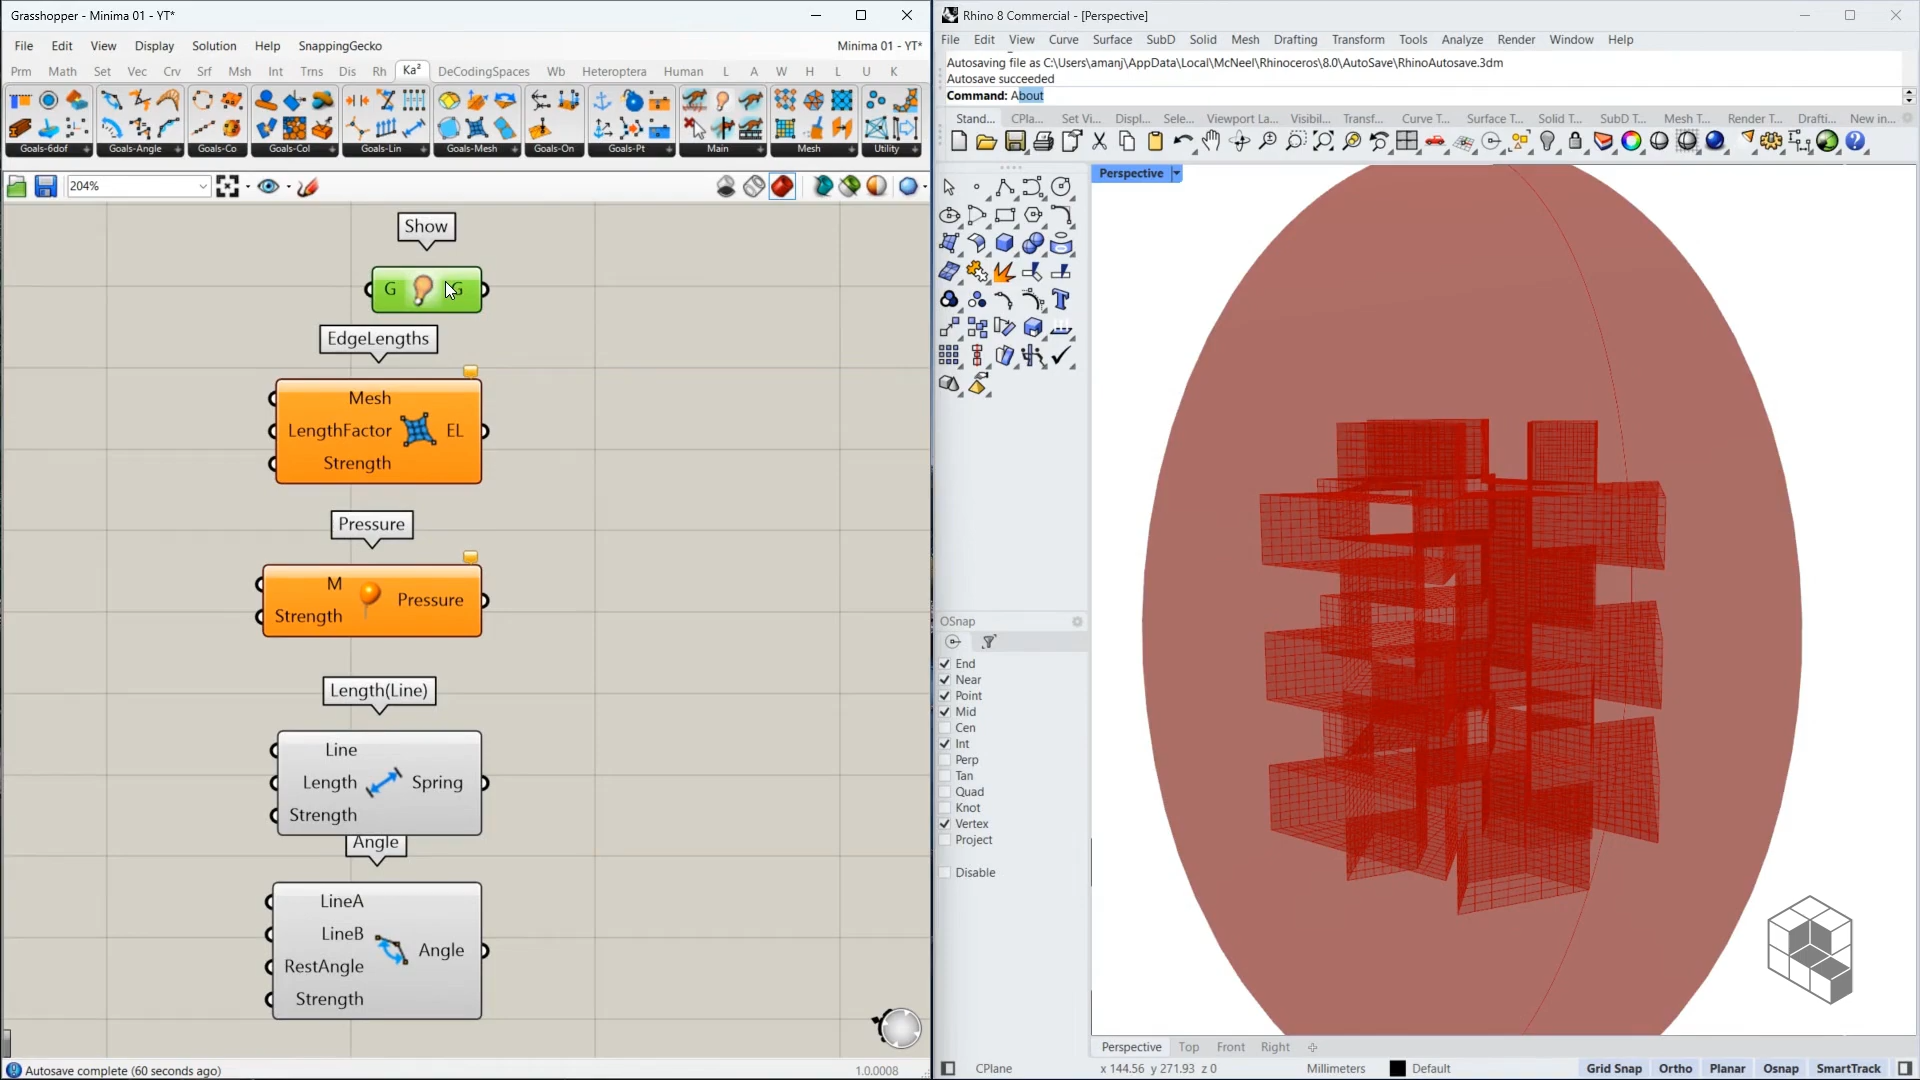 Grasshopper - Minima 01 - YT*
File Edit View Display Solution Help SnappingGecko
Minima 01 - YT*
Prm Math Set Vec Crv Srf Msh Int Trns Dis Rh Ka² DeCodingSpaces Wb Heteroptera Human L A W H L U K
Goals-6dof Goals-Angle Goals-Co Goals-Col Goals-Lin Goals-Mesh Goals-On Goals-Pt Main Mesh Utility
204%
Show
G G
EdgeLengths
Mesh
LengthFactor EL
Strength
Pressure
M
Pressure
Strength
Length(Line)
Line
Length Spring
Strength
Angle
LineA
LineB
Angle
RestAngle
Strength
Autosave complete (60 seconds ago)
1.0.0008
Rhino 8 Commercial - [Perspective]
File Edit View Curve Surface SubD Solid Mesh Drafting Transform Tools Analyze Render Window Help
Autosaving file as C:\Users\amanj\AppData\Local\McNeel\Rhinoceros\8.0\AutoSave\RhinoAutosave.3dm
Autosave succeeded
Command: About
Stand... CPla... Set Vi... Displ... Sele... Viewport La... Visibil... Transf... Curve T... Surface T... Solid T... SubD T... Mesh T... Render T... Drafti... New in...
Perspective
OSnap
End
Near
Point
Mid
Cen
Int
Perp
Tan
Quad
Knot
Vertex
Project
Disable
Perspective Top Front Right
CPlane x 144.56 y 271.93 z 0 Millimeters Default Grid Snap Ortho Planar Osnap SmartTrack